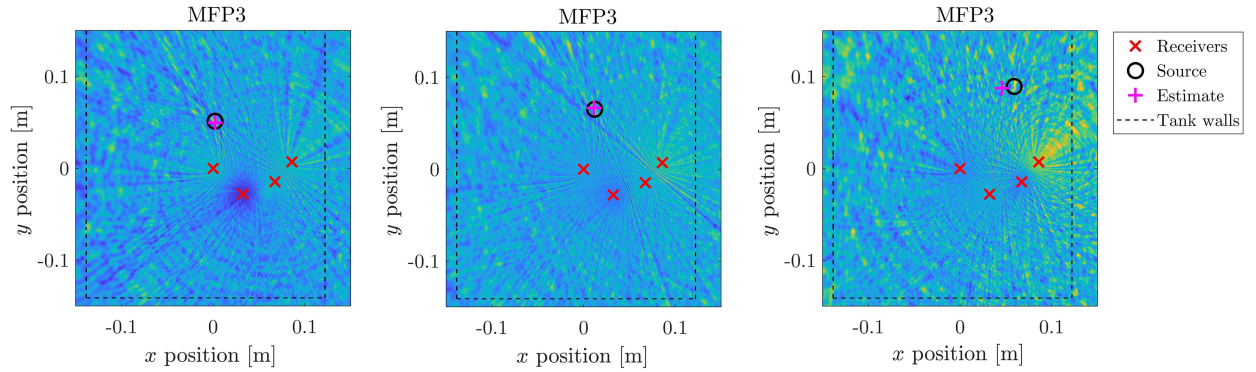 MFP3
0.1
0
-0.1
y position [m]
-0.1
0
0.1
x position [m]
MFP3
0.1
0
-0.1
y position [m]
-0.1
0
0.1
x position [m]
MFP3
0.1
0
-0.1
y position [m]
-0.1
0
0.1
x position [m]
Receivers
Source
Estimate
Tank walls